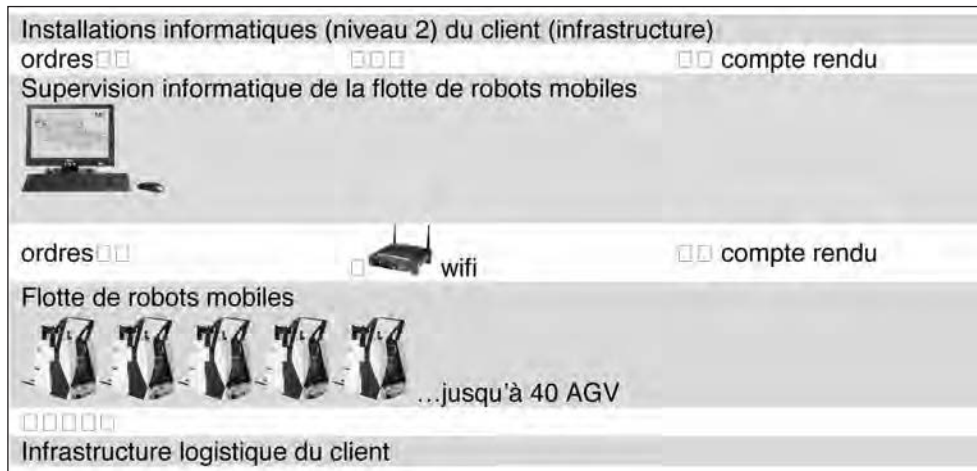 Installations informatiques (niveau 2) du client (infrastructure)
ordres□□ □□□ □□ compte rendu
Supervision informatique de la flotte de robots mobiles
ordres□□ □ wifi □□ compte rendu
Flotte de robots mobiles
…jusqu'à 40 AGV
□□□□□
Infrastructure logistique du client